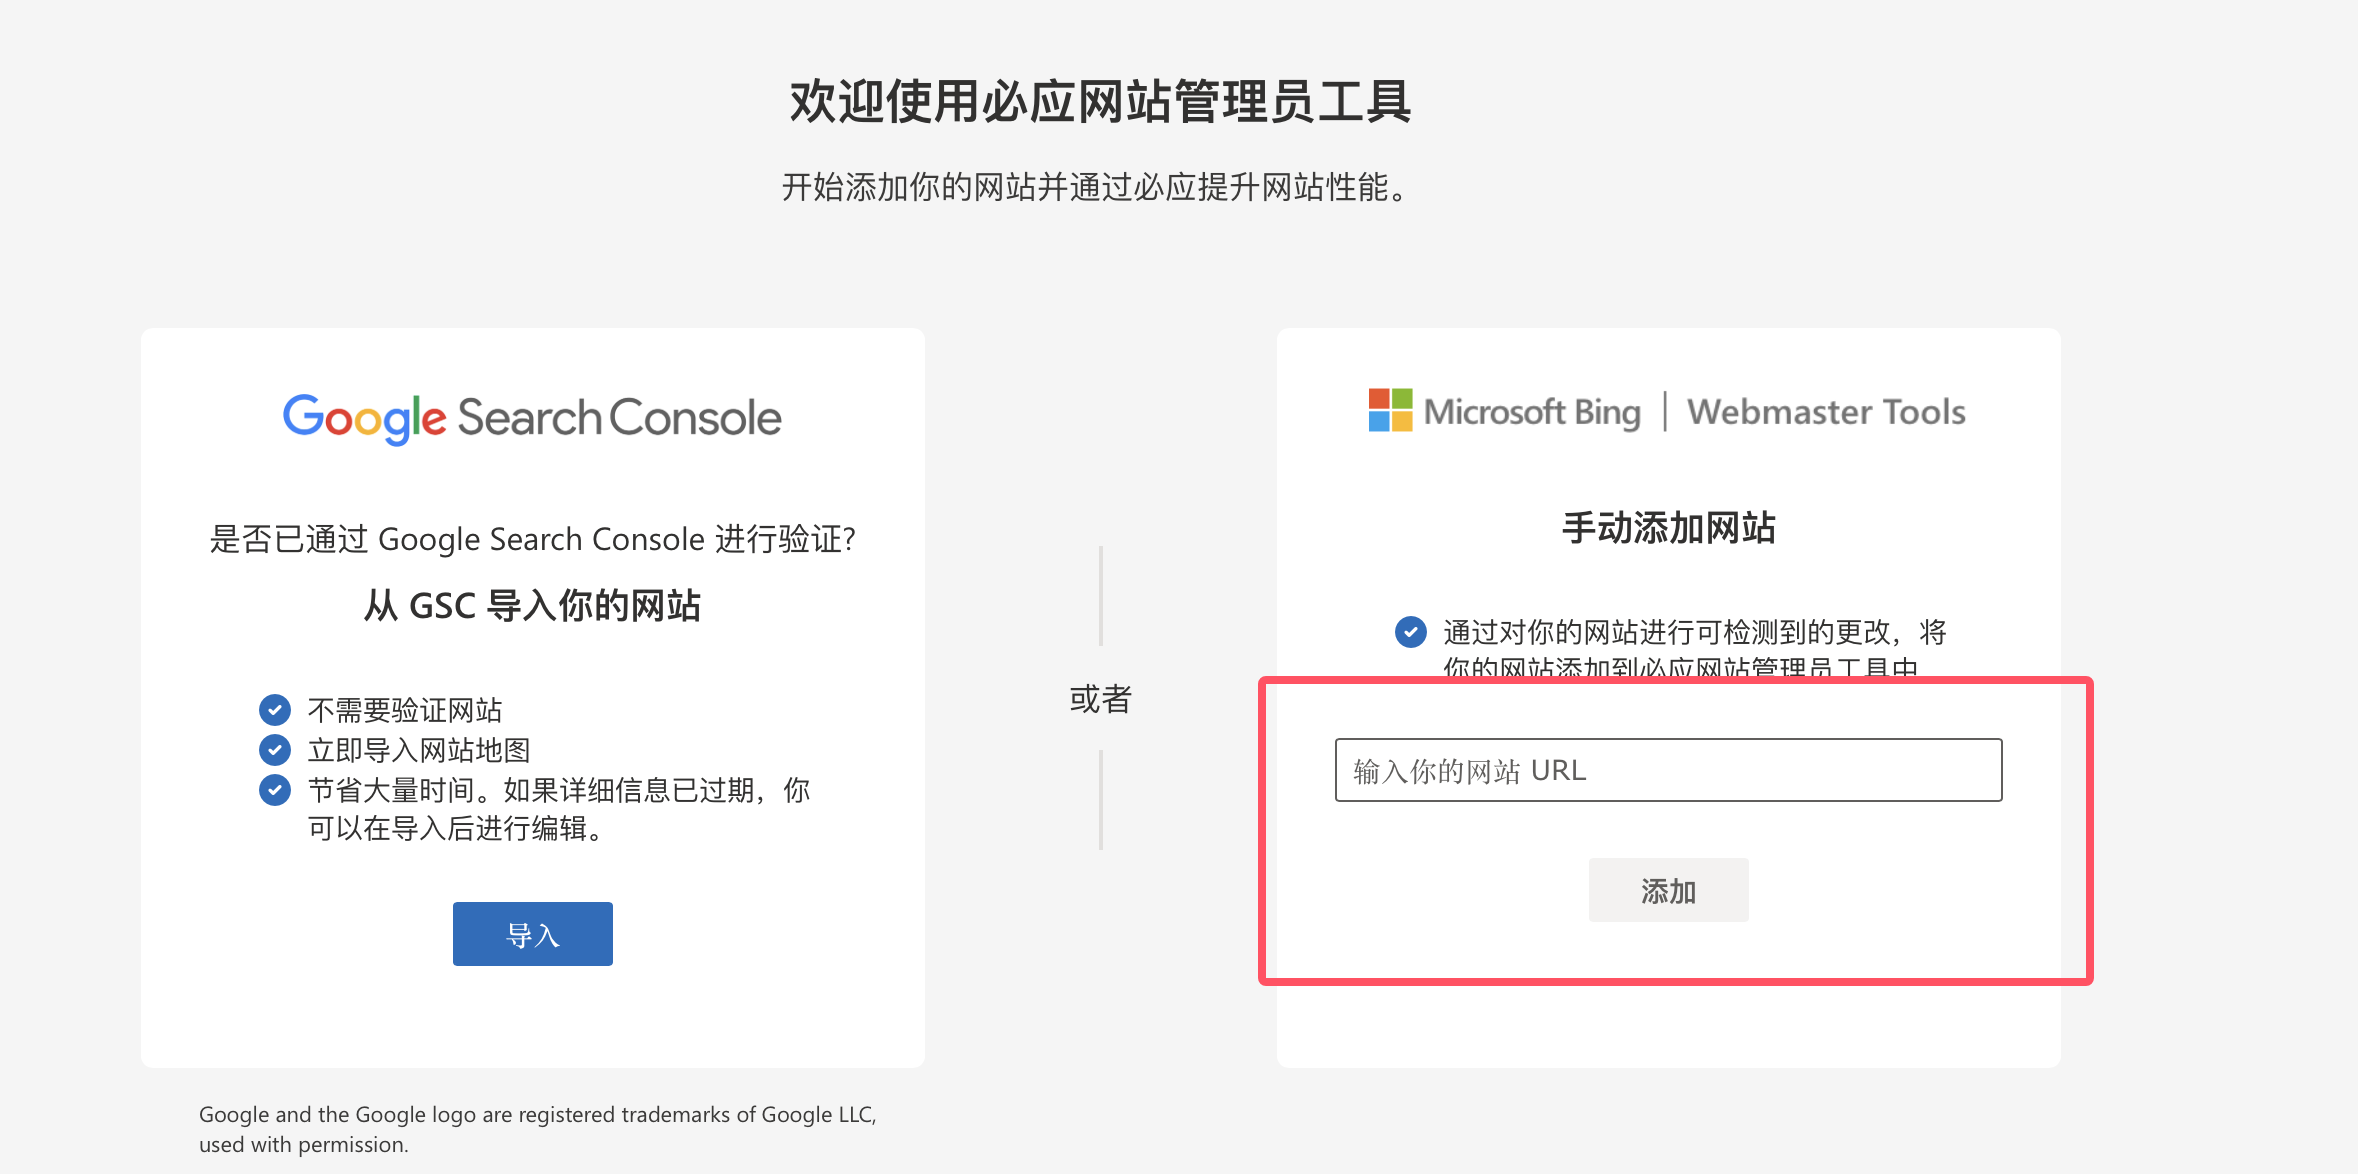 欢迎使用必应网站管理员工具
开始添加你的网站并通过必应提升网站性能。
Google Search Console
是否已通过 Google Search Console 进行验证?
从 GSC 导入你的网站
不需要验证网站
立即导入网站地图
节省大量时间。如果详细信息已过期，你
可以在导入后进行编辑。
导入
Google and the Google logo are registered trademarks of Google LLC,
used with permission.
或者
Microsoft Bing | Webmaster Tools
手动添加网站
通过对你的网站进行可检测到的更改，将
你的网站添加到必应网站管理员工具中
输入你的网站 URL
添加